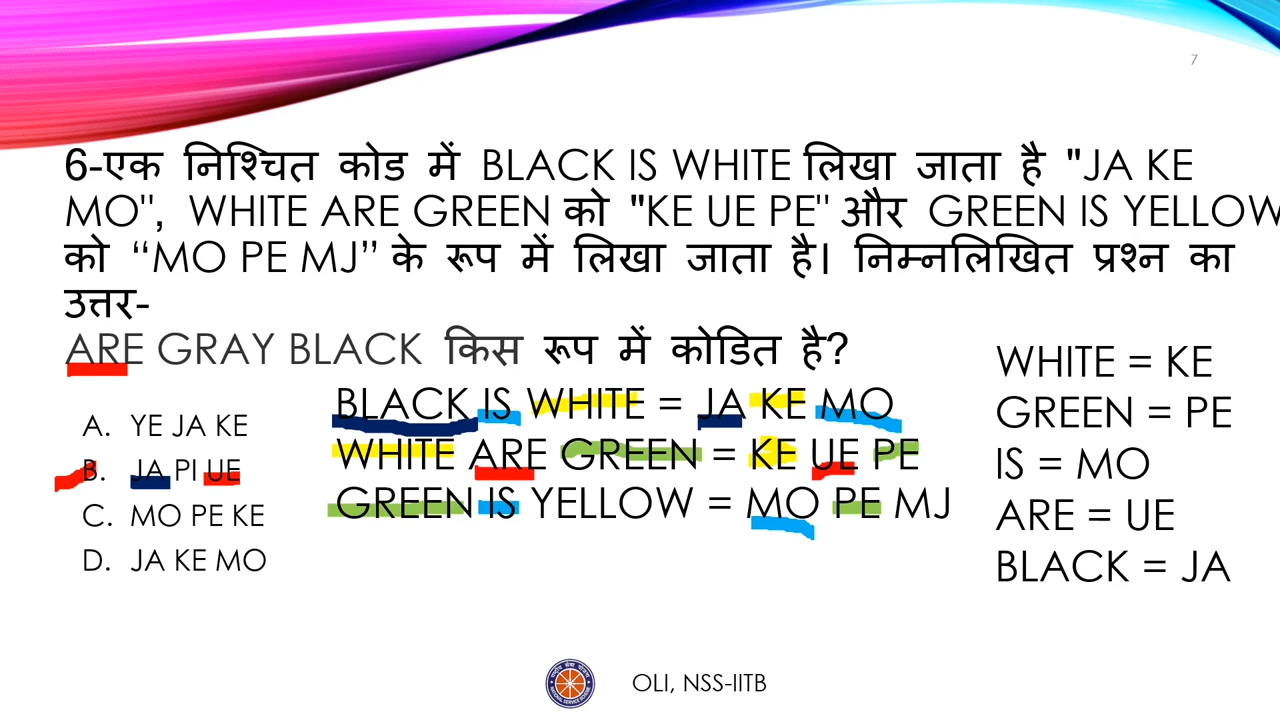 7
6-एक निश्चित कोड में BLACK IS WHITE लिखा जाता है "JA KE
MO", WHITE ARE GREEN को "KE UE PE" और GREEN IS YELLOW
को “MO PE MJ” के रूप में लिखा जाता है। निम्नलिखित प्रश्न का
उत्तर-
ARE GRAY BLACK किस रूप में कोडित है?
A. YE JA KE
B. JA PI UE
C. MO PE KE
D. JA KE MO
BLACK IS WHITE = JA KE MO
WHITE ARE GREEN = KE UE PE
GREEN IS YELLOW = MO PE MJ
WHITE = KE
GREEN = PE
IS = MO
ARE = UE
BLACK = JA
OLI, NSS-IITB